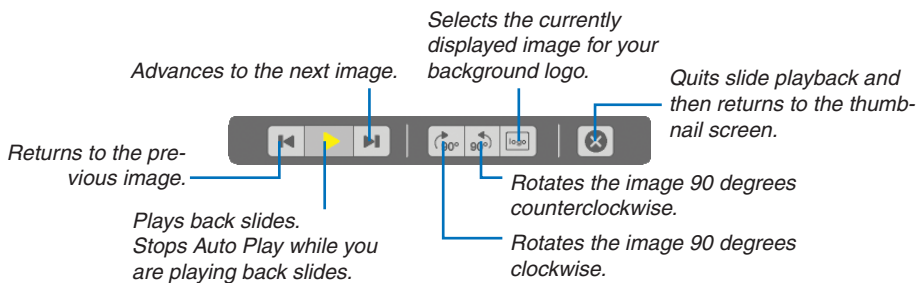 Selects the currently
displayed image for your
background logo.
Advances to the next image.
Quits slide playback and
then returns to the thumb-
nail screen.
90°
90°
logo
Returns to the pre-
vious image.
Rotates the image 90 degrees
counterclockwise.
Plays back slides.
Stops Auto Play while you
are playing back slides.
Rotates the image 90 degrees
clockwise.